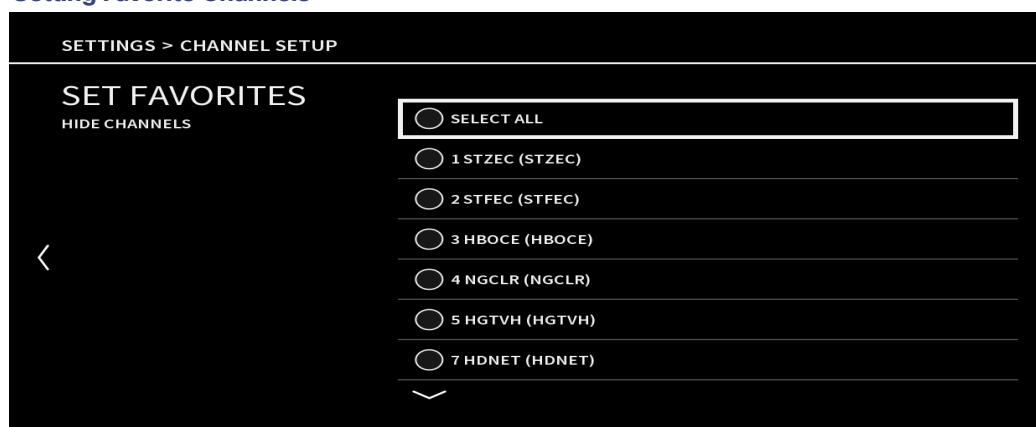 Setting Favorite Channels
SETTINGS > CHANNEL SETUP
SET FAVORITES
HIDE CHANNELS
SELECT ALL
1 STZEC (STZEC)
2 STFEC (STFEC)
3 HBOCE (HBOCE)
4 NGCLR (NGCLR)
5 HGTVH (HGTVH)
7 HDNET (HDNET)